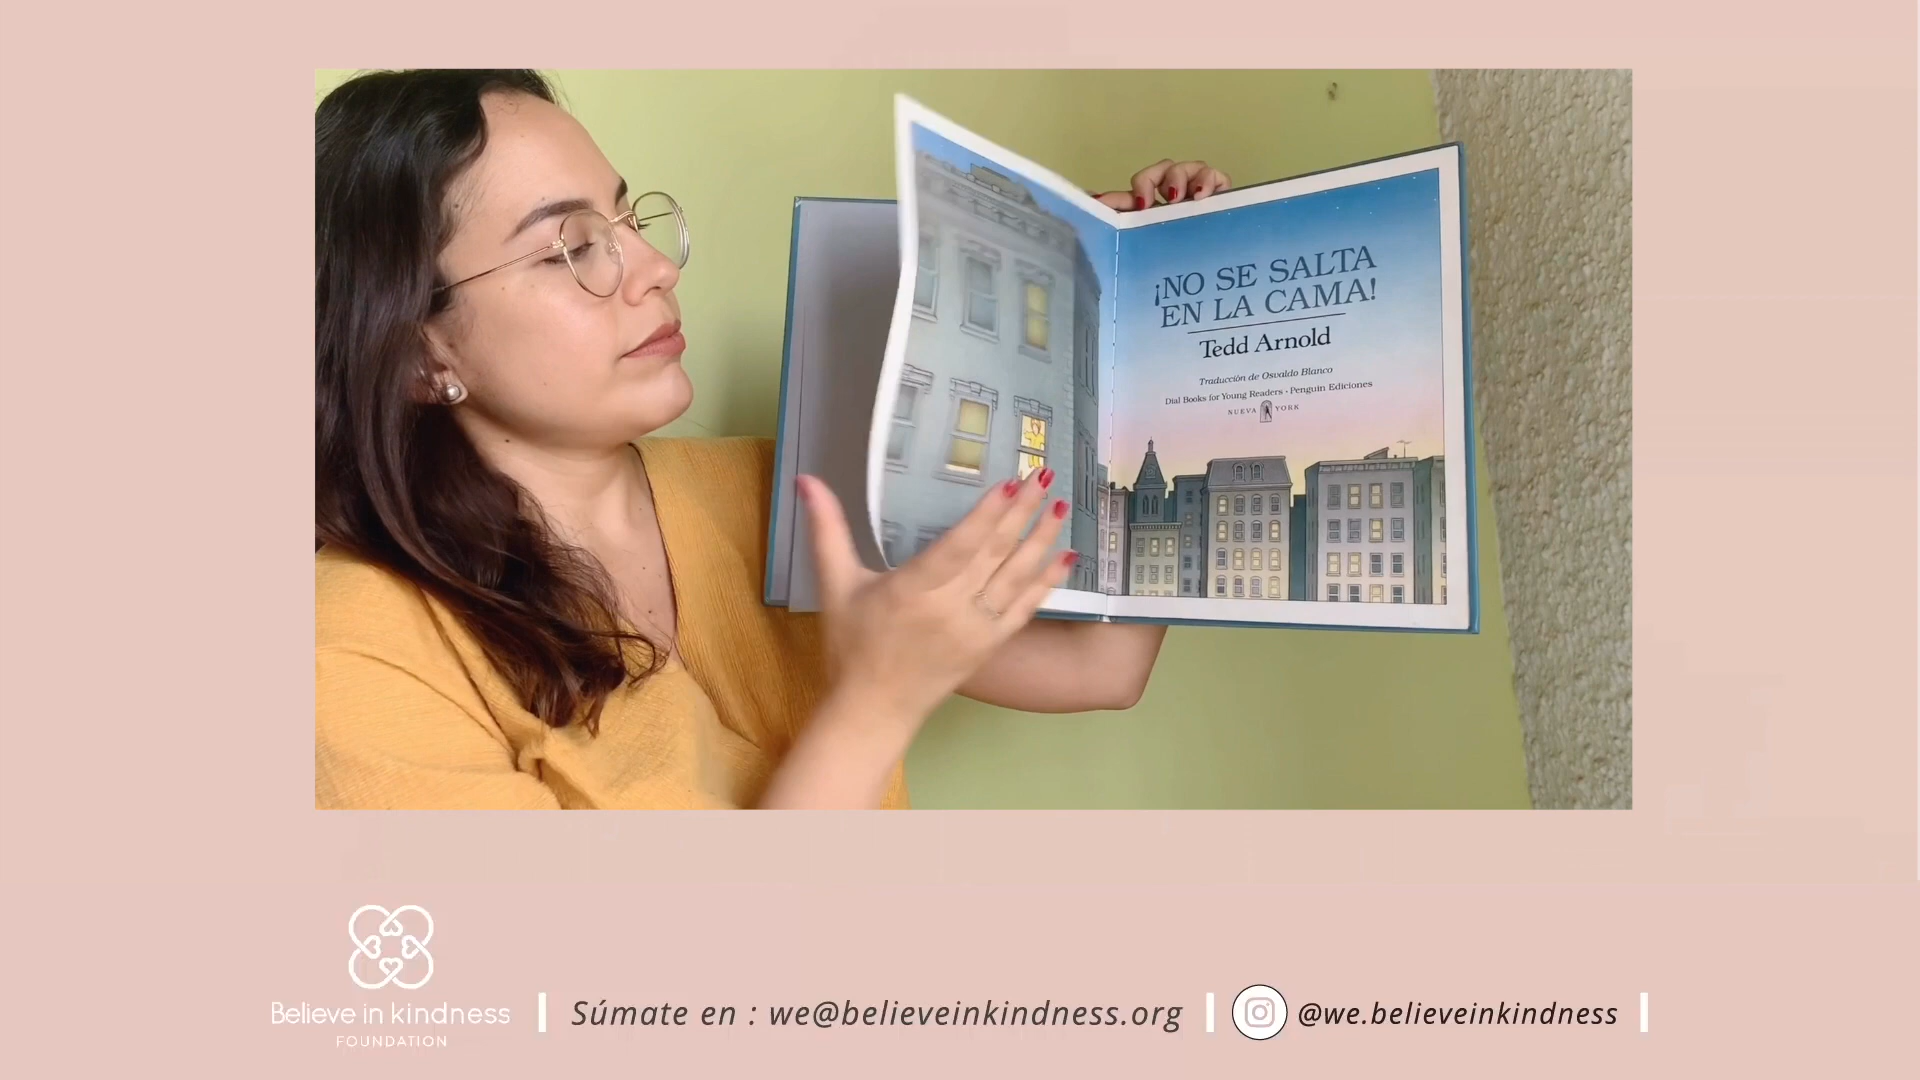 ¡NO SE SALTA
EN LA CAMA!
Tedd Arnold
Traducción de Osvaldo Blanco
Dial Books for Young Readers · Penguin Ediciones
NUEVA YORK
Believe in kindness
FOUNDATION
Súmate en : we@believeinkindness.org
@we.believeinkindness